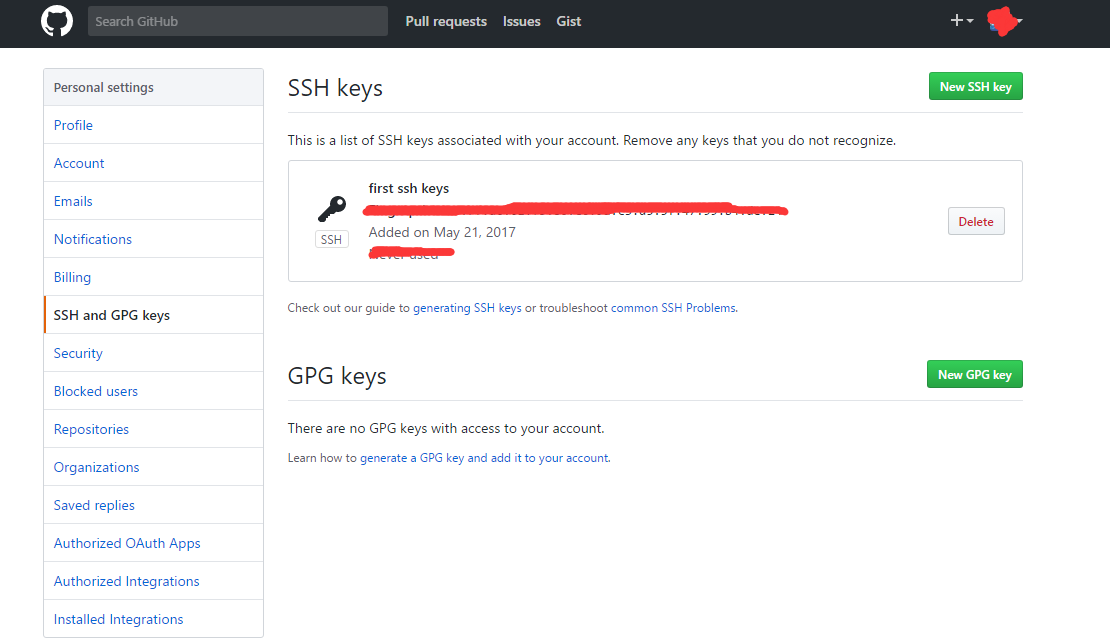 Search GitHub
Pull requests Issues Gist
Personal settings
Profile
Account
Emails
Notifications
Billing
SSH and GPG keys
Security
Blocked users
Repositories
Organizations
Saved replies
Authorized OAuth Apps
Authorized Integrations
Installed Integrations
SSH keys
New SSH key
This is a list of SSH keys associated with your account. Remove any keys that you do not recognize.
first ssh keys
SSH
Added on May 21, 2017
Delete
Check out our guide to generating SSH keys or troubleshoot common SSH Problems.
GPG keys
New GPG key
There are no GPG keys with access to your account.
Learn how to generate a GPG key and add it to your account.